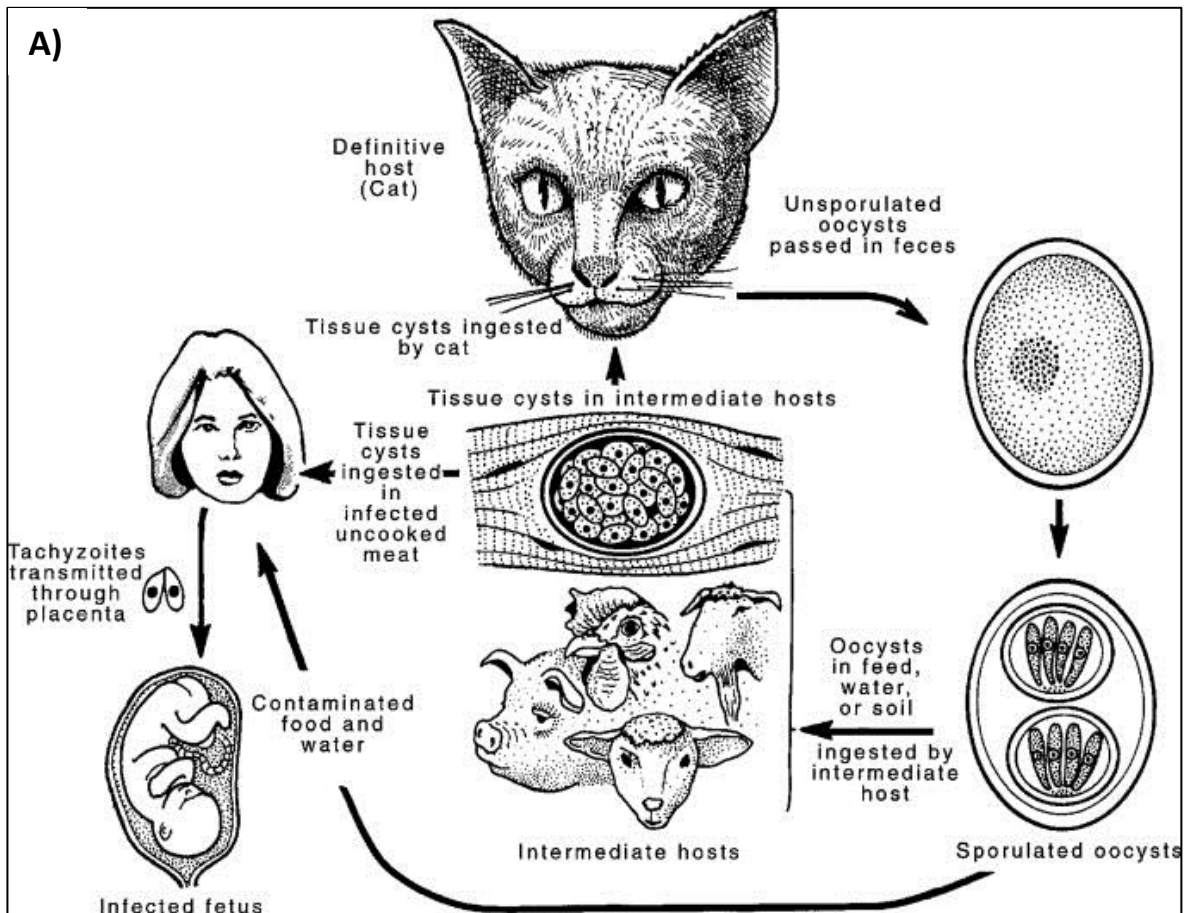 A)
Definitive
host
(Cat)
Unsporulated
oocysts
passed in feces
Tissue cysts ingested
by cat
Tissue cysts in intermediate hosts
Tissue
cysts
ingested
in
infected
uncooked
meat
Tachyzoites
transmitted
through
placenta
Oocysts
in feed,
water,
or soil
ingested by
intermediate
host
Contaminated
food and
water
Intermediate hosts
Sporulated oocysts
Infected fetus